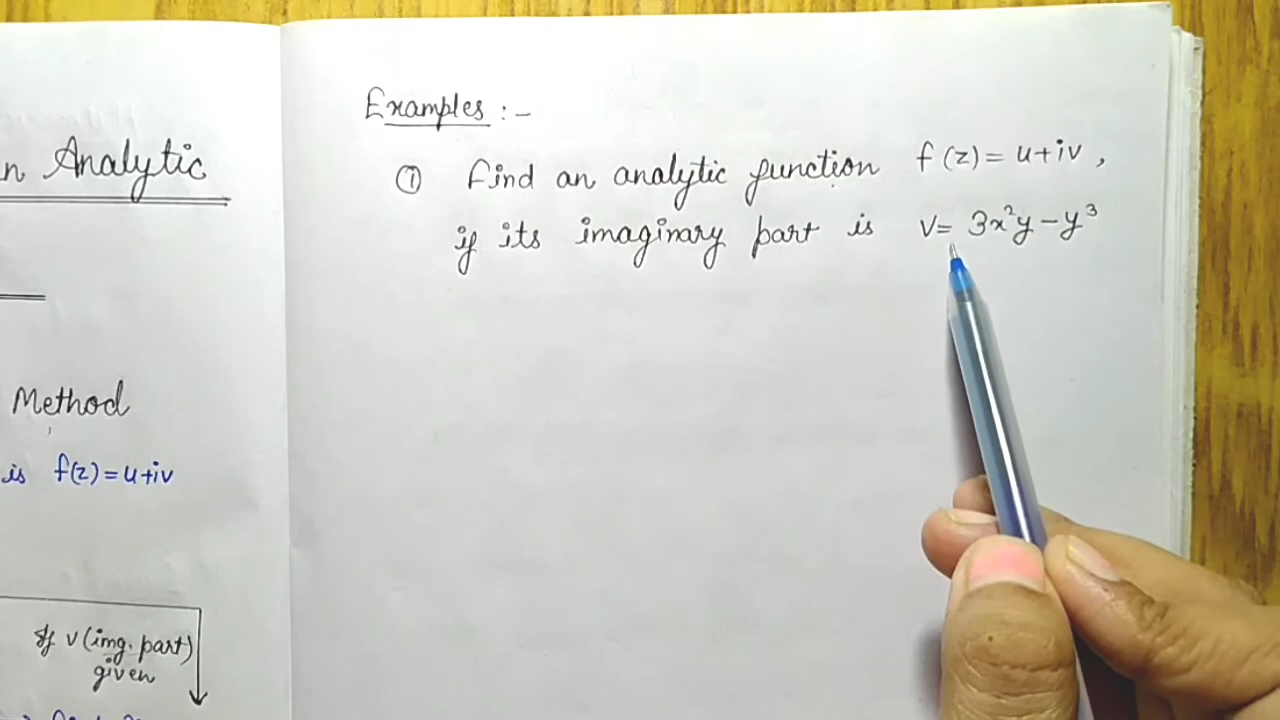 n Analytic
Method
is f(z)=u+iv
If v (img. part)
given
Examples :-
① Find an analytic function f(z)= u+iv,
if its imaginary part is v= 3x²y-y³